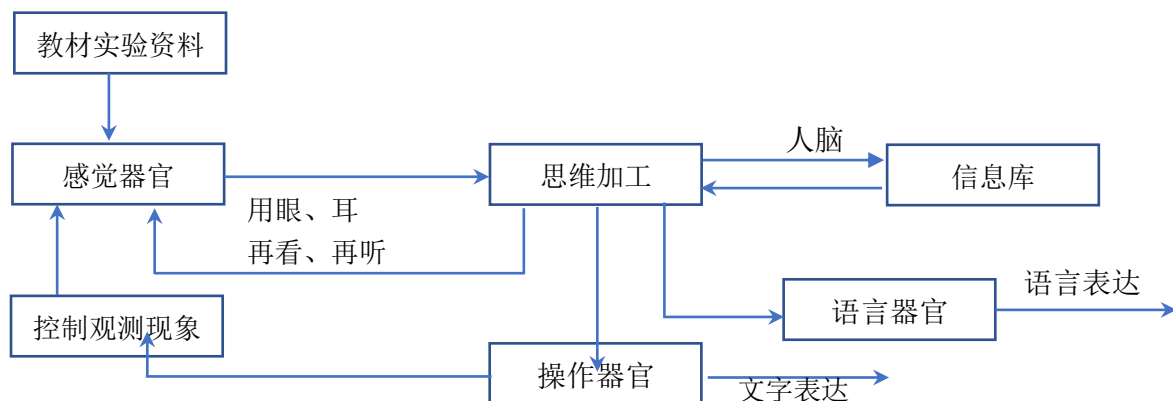 教材实验资料
人脑
感觉器官
思维加工
信息库
用眼、耳
再看、再听
语言表达
语言器官
控制观测现象
操作器官
文字表达